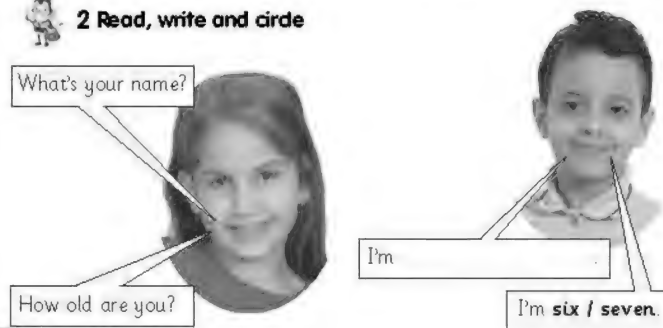 2 Read, write and circle
What's your name?
How old are you?
I'm .
I'm six / seven.